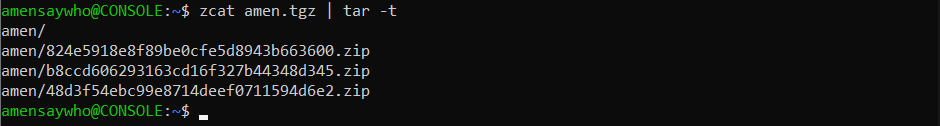 amensaywho@CONSOLE:~$ zcat amen.tgz | tar -t
amen/
amen/824e5918e8f89be0cfe5d8943b663600.zip
amen/b8ccd606293163cd16f327b44348d345.zip
amen/48d3f54ebc99e8714deef0711594d6e2.zip
amensaywho@CONSOLE:~$